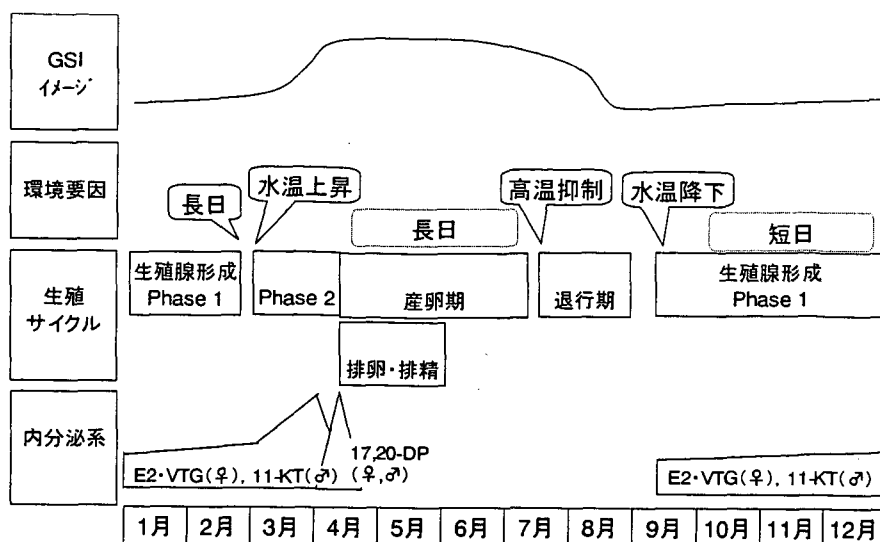 GSI
イメージ
環境要因
長日
水温上昇
長日
高温抑制
水温降下
短日
生殖
サイクル
生殖腺形成
Phase 1
Phase 2
産卵期
退行期
生殖腺形成
Phase 1
排卵・排精
内分泌系
E2・VTG(♀), 11-KT(♂)
17,20-DP
(♀,♂)
E2・VTG(♀), 11-KT(♂)
1月 2月 3月 4月 5月 6月 7月 8月 9月 10月 11月 12月